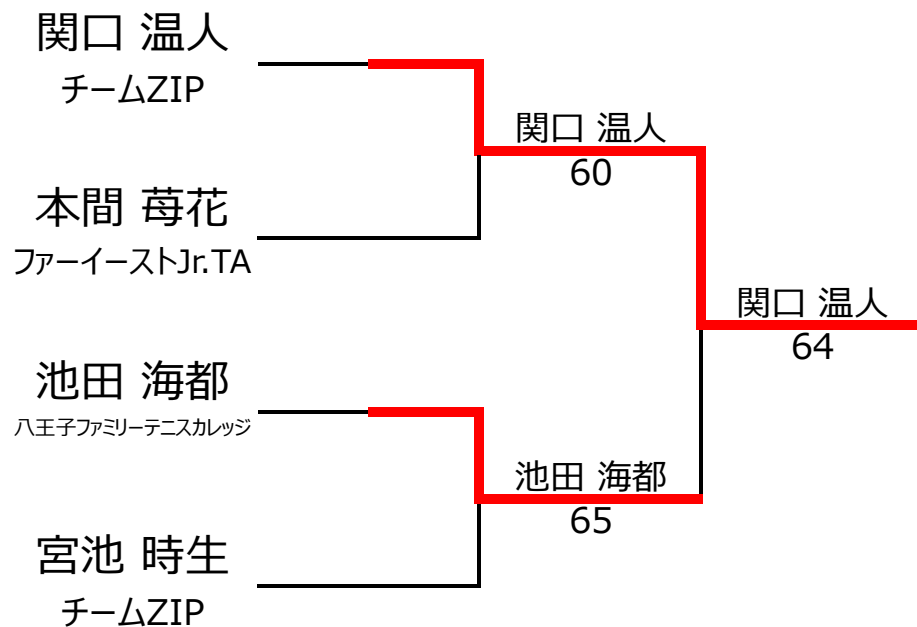 関口 温人
チームZIP
本間 苺花
ファーイーストJr.TA
池田 海都
八王子ファミリーテニスカレッジ
宮池 時生
チームZIP
関口 温人
60
池田 海都
65
関口 温人
64